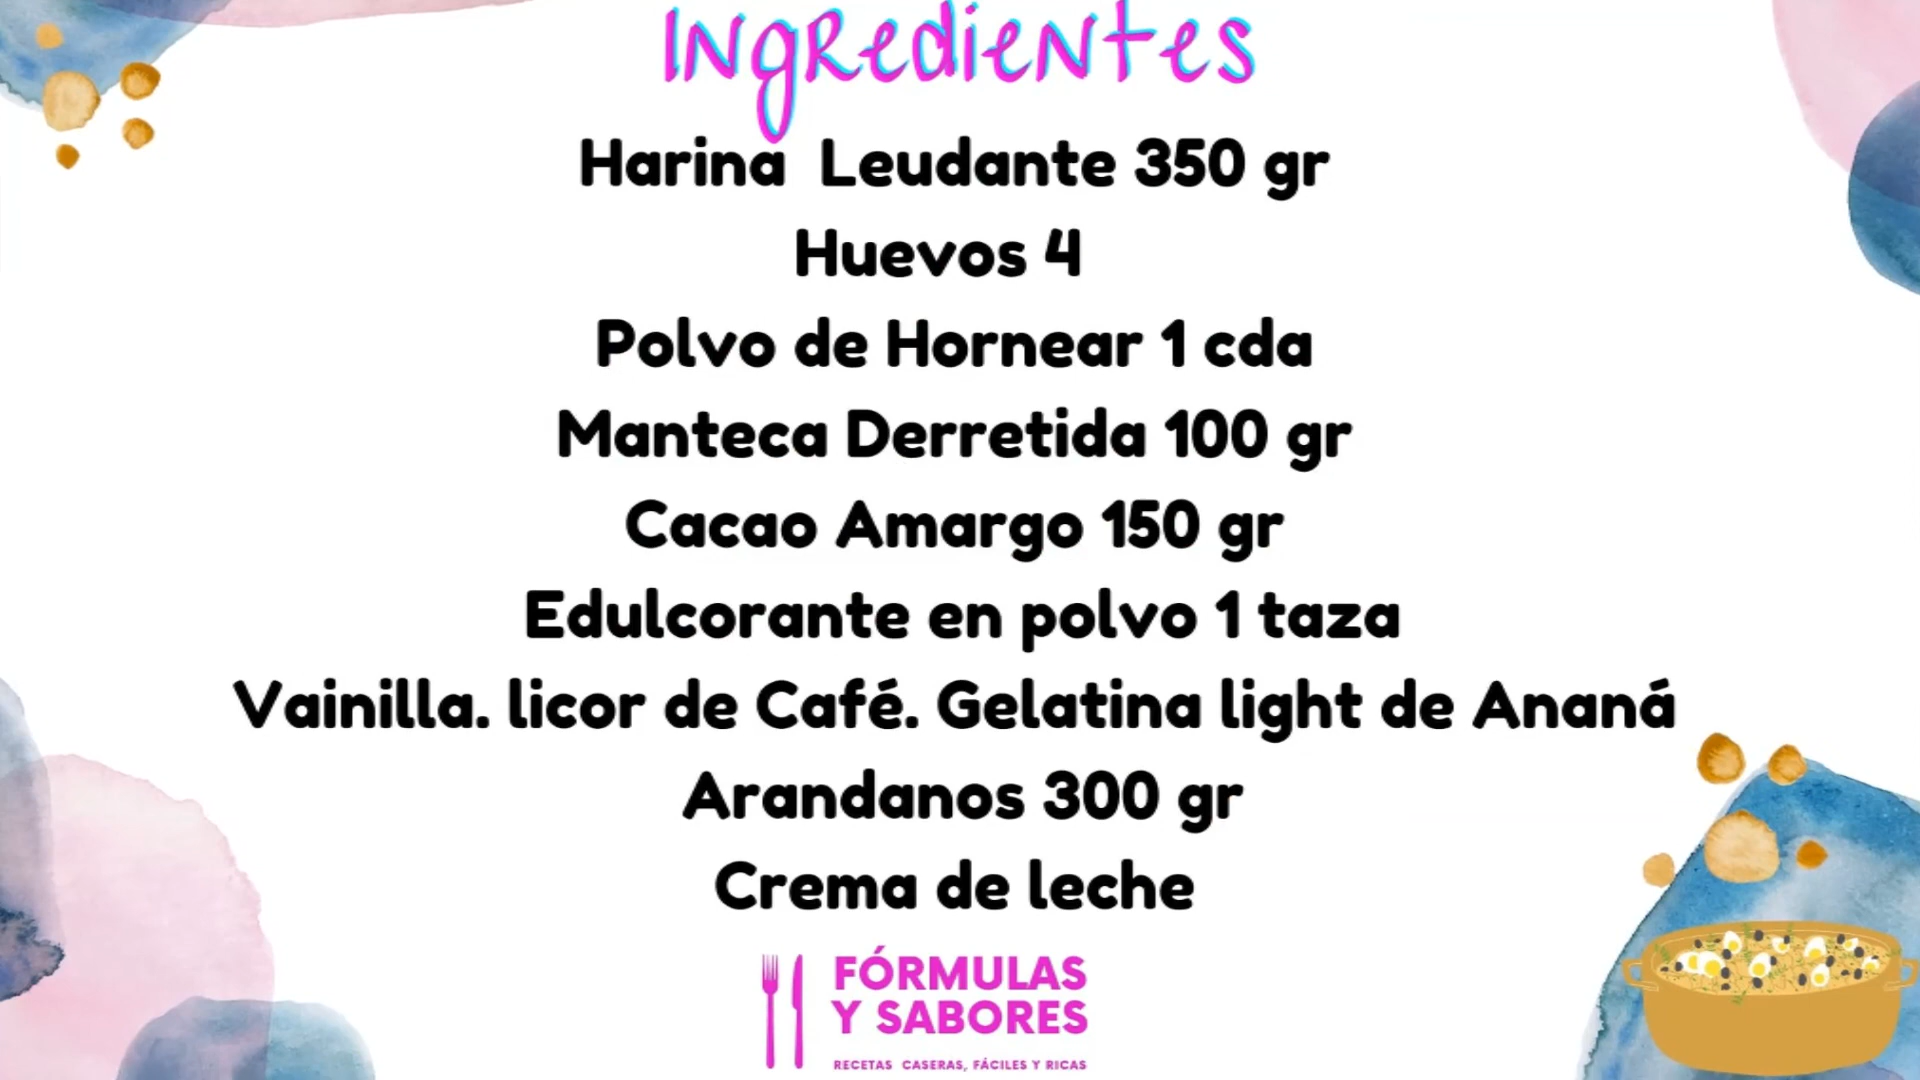 Ingredientes
Harina Leudante 350 gr
Huevos 4
Polvo de Hornear 1 cda
Manteca Derretida 100 gr
Cacao Amargo 150 gr
Edulcorante en polvo 1 taza
Vainilla. licor de Café. Gelatina light de Ananá
Arandanos 300 gr
Crema de leche
FÓRMULAS
Y SABORES
RECETAS CASERAS, FÁCILES Y RICAS